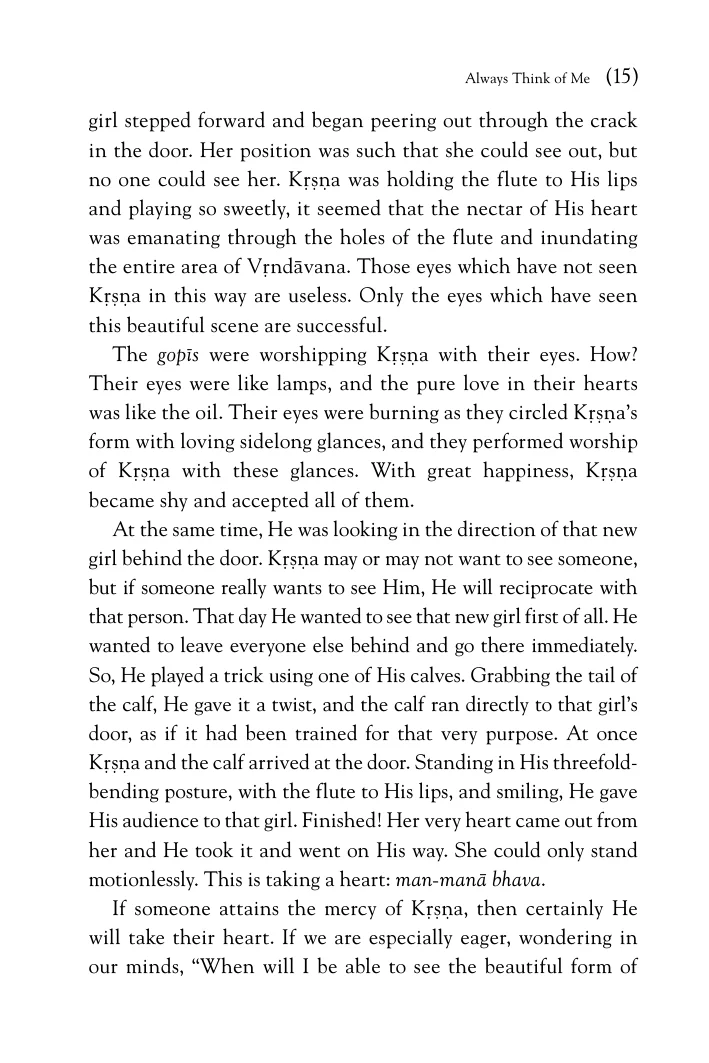 Always Think of Me (15)
girl stepped forward and began peering out through the crack
in the door. Her position was such that she could see out, but
no one could see her. Kṛṣṇa was holding the flute to His lips
and playing so sweetly, it seemed that the nectar of His heart
was emanating through the holes of the flute and inundating
the entire area of Vṛndāvana. Those eyes which have not seen
Kṛṣṇa in this way are useless. Only the eyes which have seen
this beautiful scene are successful.
The gopīs were worshipping Kṛṣṇa with their eyes. How?
Their eyes were like lamps, and the pure love in their hearts
was like the oil. Their eyes were burning as they circled Kṛṣṇa’s
form with loving sidelong glances, and they performed worship
of Kṛṣṇa with these glances. With great happiness, Kṛṣṇa
became shy and accepted all of them.
At the same time, He was looking in the direction of that new
girl behind the door. Kṛṣṇa may or may not want to see someone,
but if someone really wants to see Him, He will reciprocate with
that person. That day He wanted to see that new girl first of all. He
wanted to leave everyone else behind and go there immediately.
So, He played a trick using one of His calves. Grabbing the tail of
the calf, He gave it a twist, and the calf ran directly to that girl’s
door, as if it had been trained for that very purpose. At once
Kṛṣṇa and the calf arrived at the door. Standing in His threefold-
bending posture, with the flute to His lips, and smiling, He gave
His audience to that girl. Finished! Her very heart came out from
her and He took it and went on His way. She could only stand
motionlessly. This is taking a heart: man-manā bhava.
If someone attains the mercy of Kṛṣṇa, then certainly He
will take their heart. If we are especially eager, wondering in
our minds, “When will I be able to see the beautiful form of